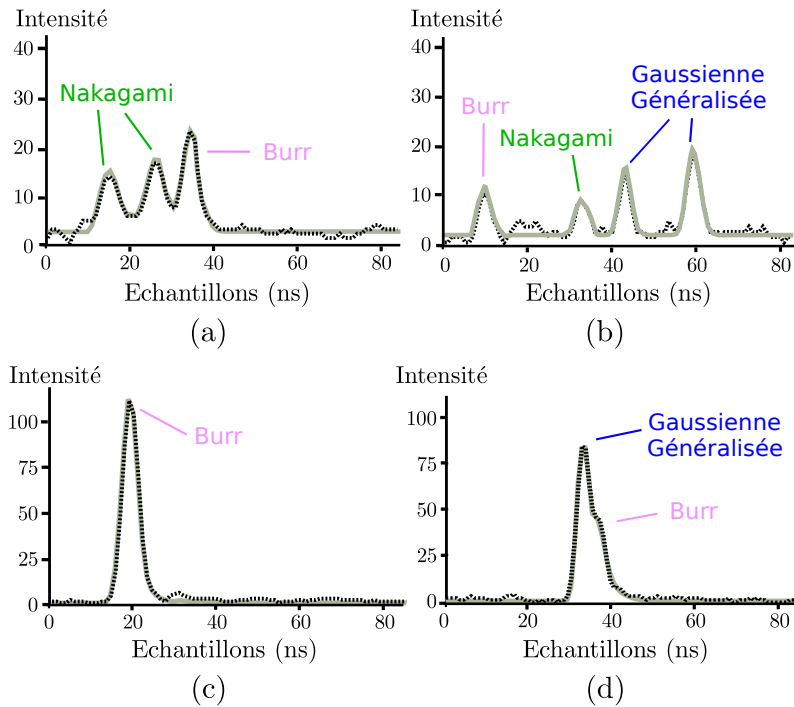 Intensité
40
30
20
10
0
0 20 40 60 80
Nakagami
Burr
Echantillons (ns)
(a)
Intensité
40
30
20
10
0
0 20 40 60 80
Burr
Nakagami
Gaussienne
Généralisée
Echantillons (ns)
(b)
Intensité
100
75
50
25
0
0 20 40 60 80
Burr
Echantillons (ns)
(c)
Intensité
100
75
50
25
0
0 20 40 60 80
Gaussienne
Généralisée
Burr
Echantillons (ns)
(d)